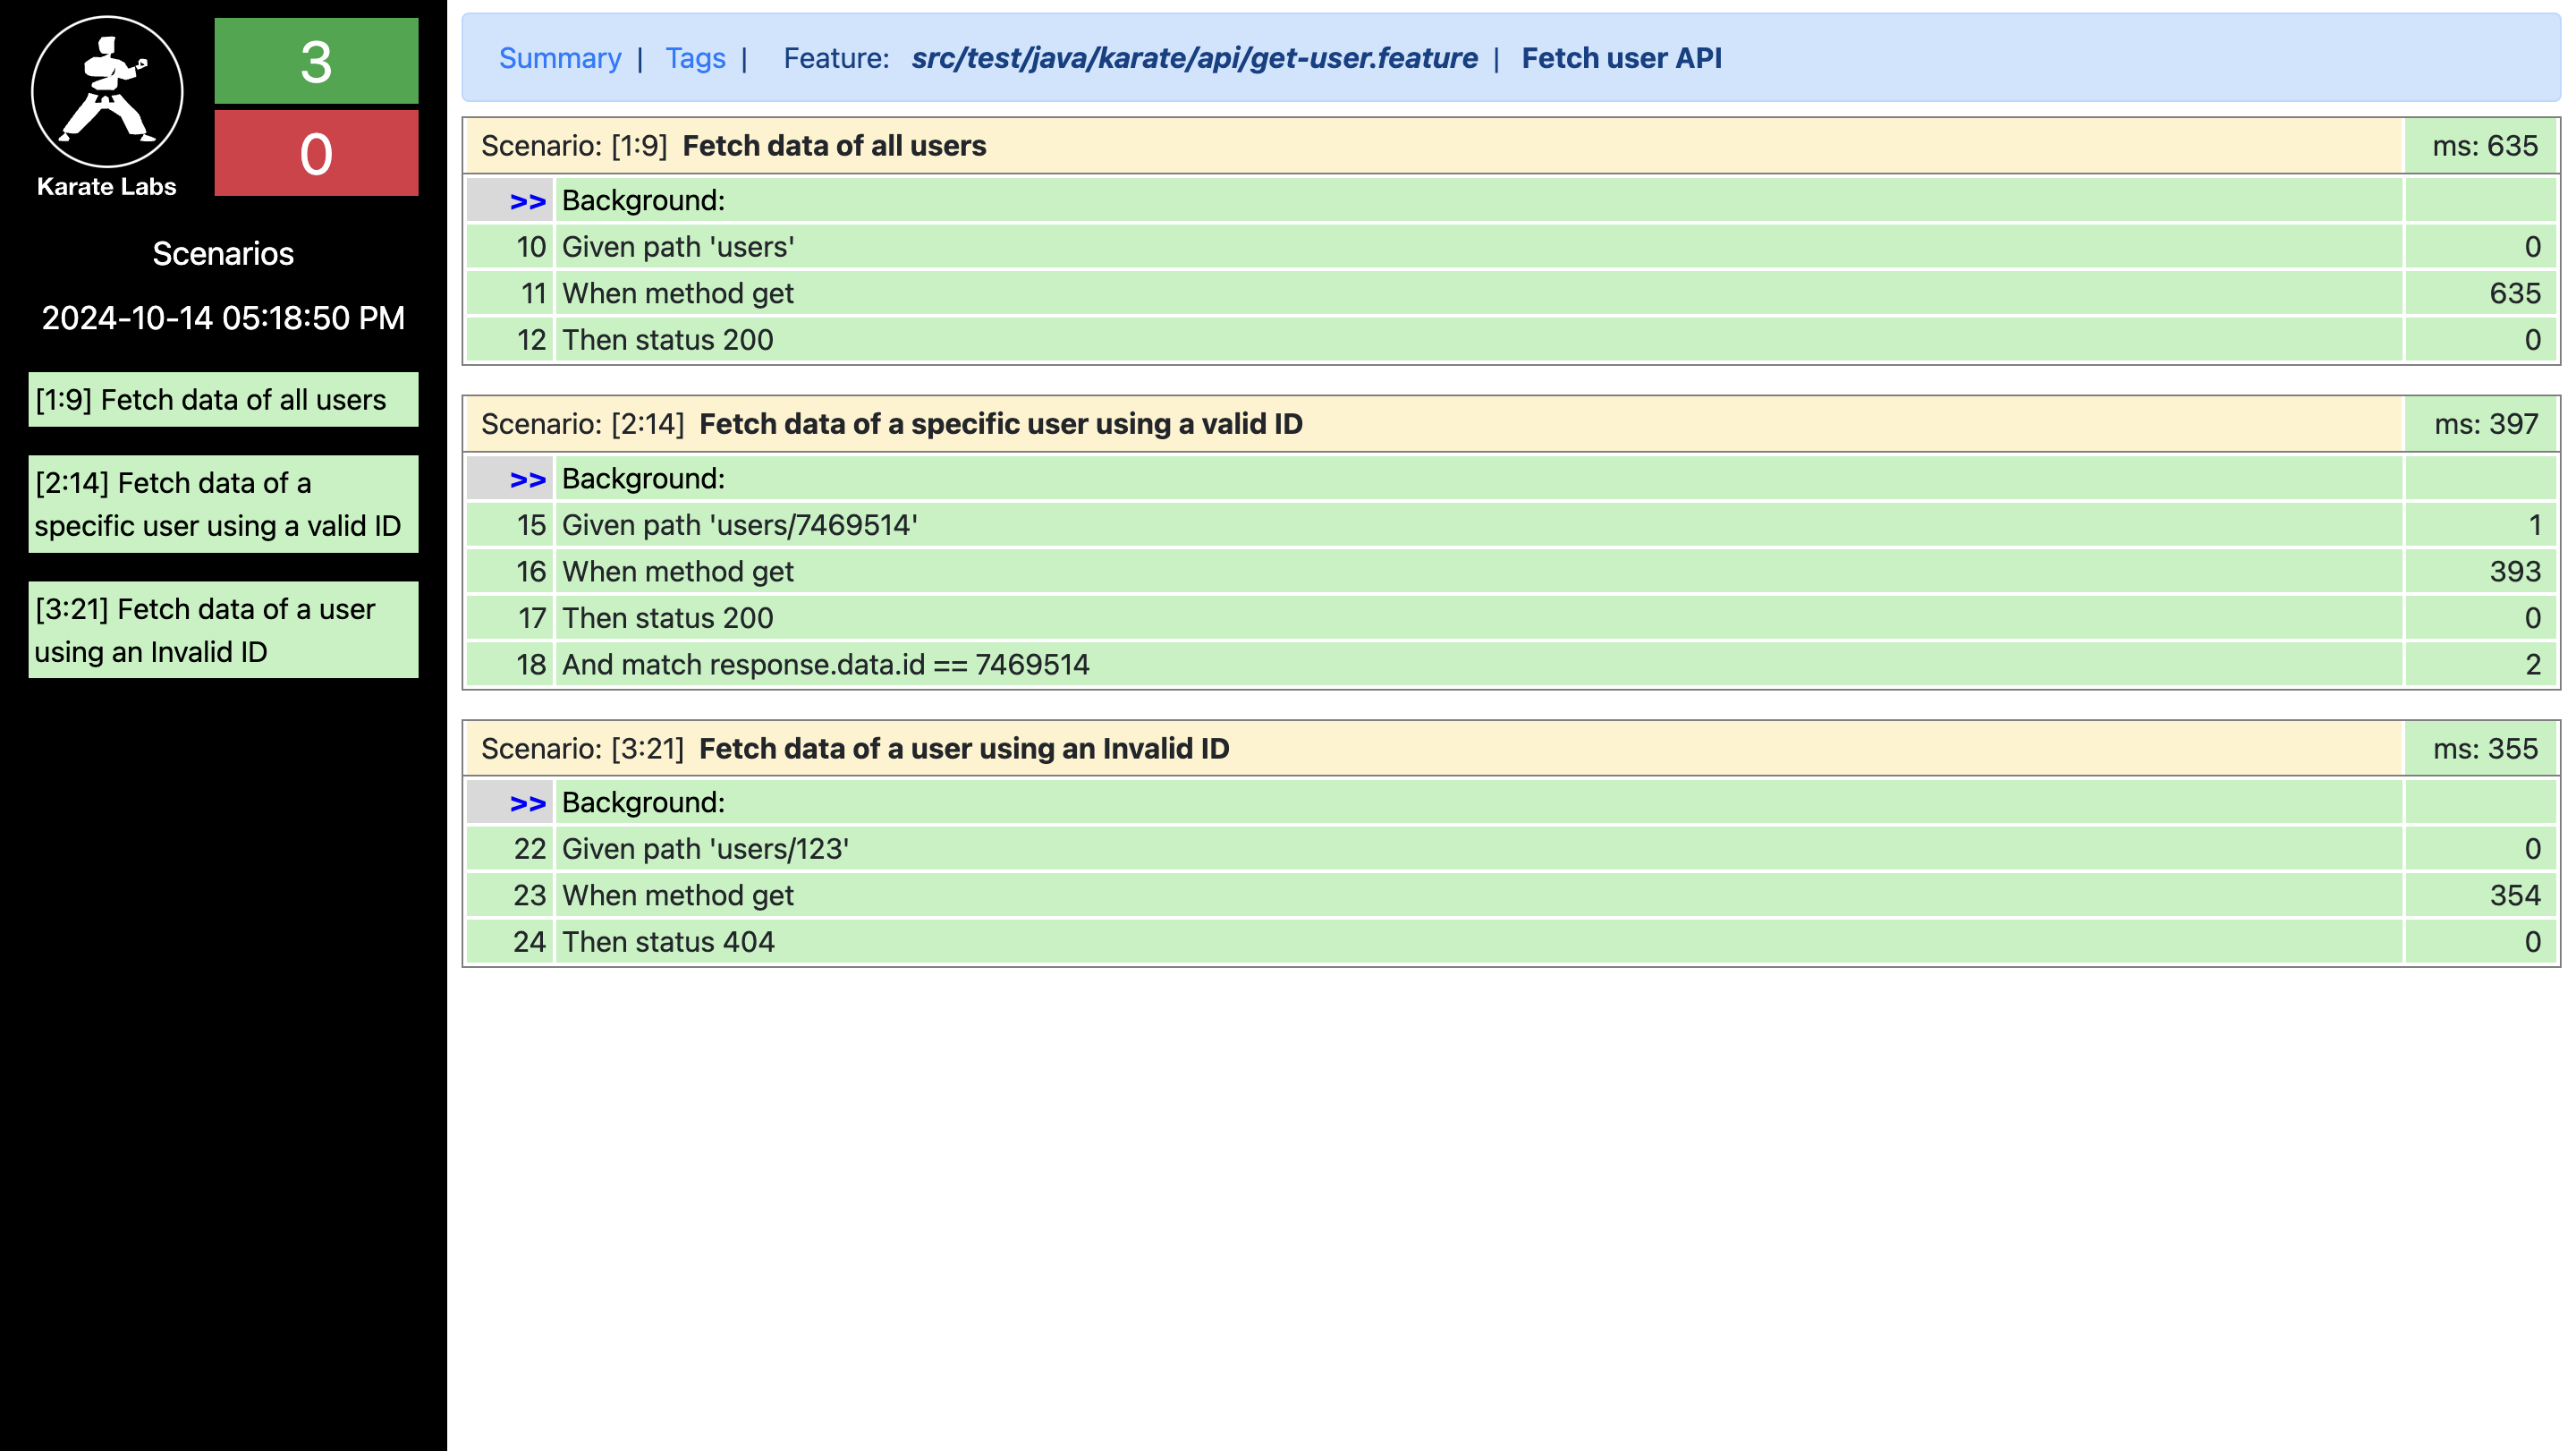 3
0
Karate Labs
Scenarios
2024-10-14 05:18:50 PM
[1:9] Fetch data of all users
[2:14] Fetch data of a
specific user using a valid ID
[3:21] Fetch data of a user
using an Invalid ID
Summary | Tags | Feature: src/test/java/karate/api/get-user.feature | Fetch user API
Scenario: [1:9] Fetch data of all users ms: 635
>> Background:
10 Given path 'users' 0
11 When method get 635
12 Then status 200 0
Scenario: [2:14] Fetch data of a specific user using a valid ID ms: 397
>> Background:
15 Given path 'users/7469514' 1
16 When method get 393
17 Then status 200 0
18 And match response.data.id == 7469514 2
Scenario: [3:21] Fetch data of a user using an Invalid ID ms: 355
>> Background:
22 Given path 'users/123' 0
23 When method get 354
24 Then status 404 0